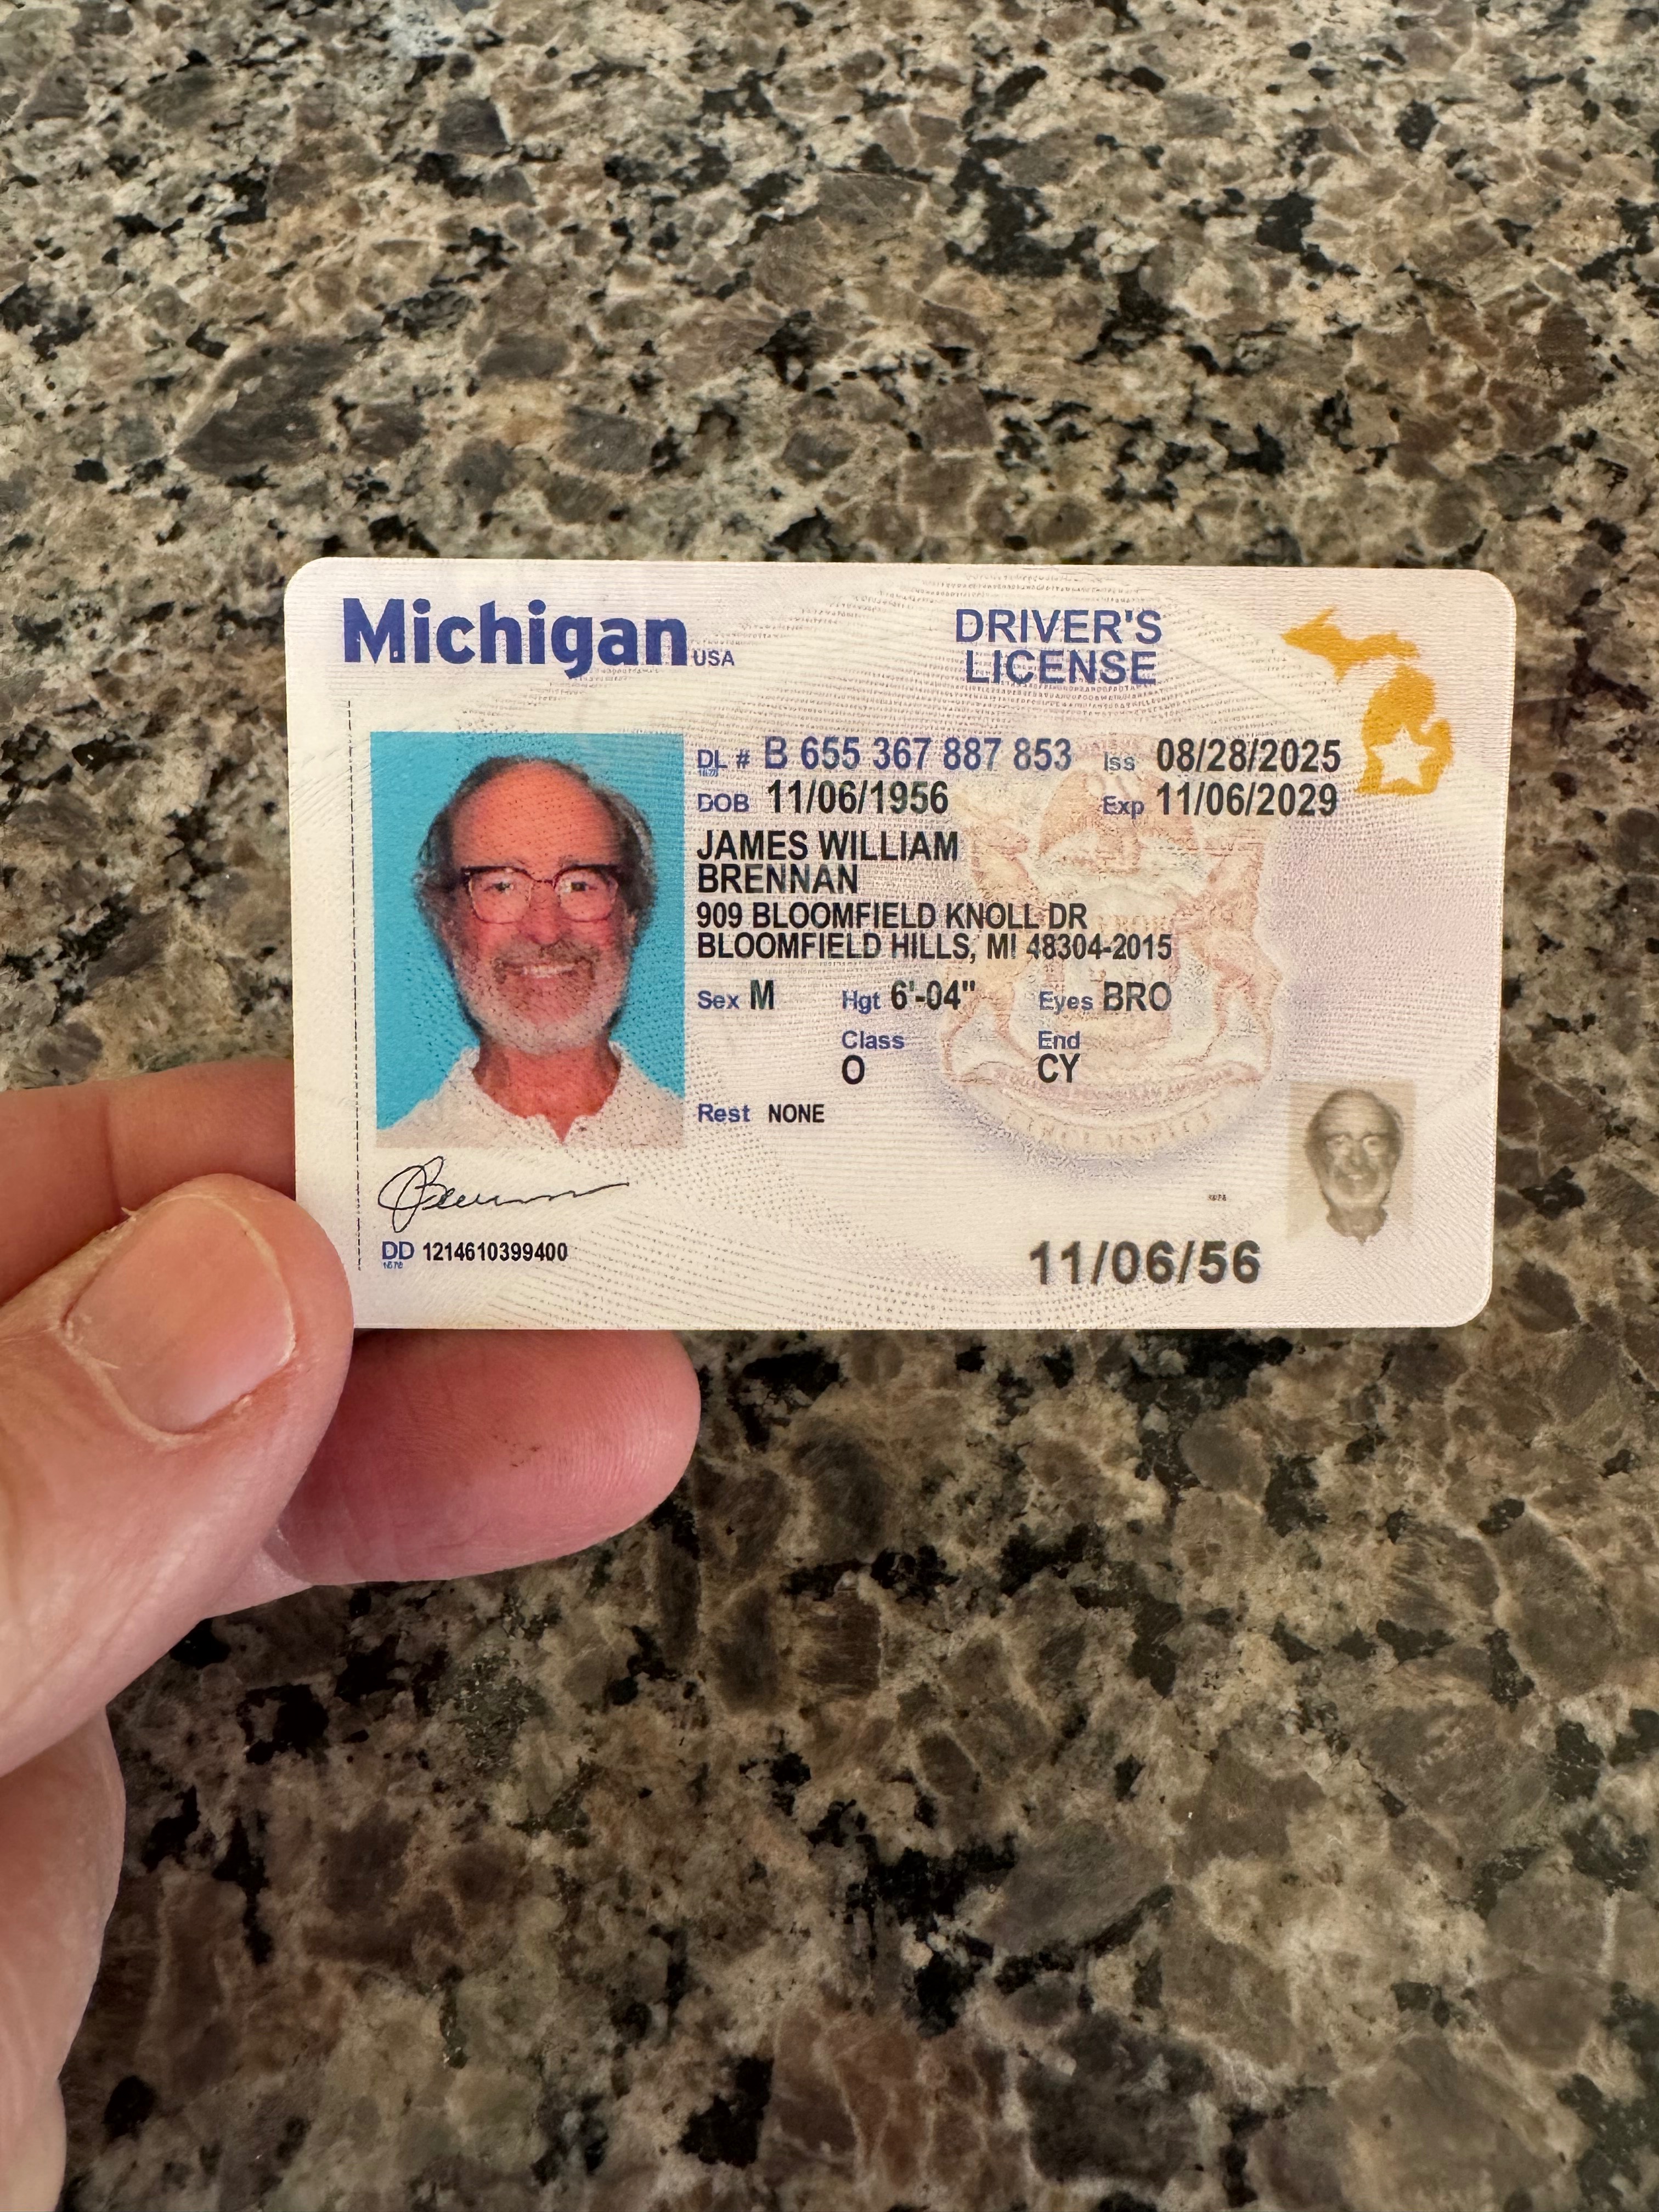 Michigan USA
DRIVER'S
LICENSE
DL # B 655 367 887 853 Iss 08/28/2025
DOB 11/06/1956 Exp 11/06/2029
JAMES WILLIAM
BRENNAN
909 BLOOMFIELD KNOLL DR
BLOOMFIELD HILLS, MI 48304-2015
Sex M Hgt 6'-04" Eyes BRO
Class End
O CY
Rest NONE
DD 1214610399400
11/06/56